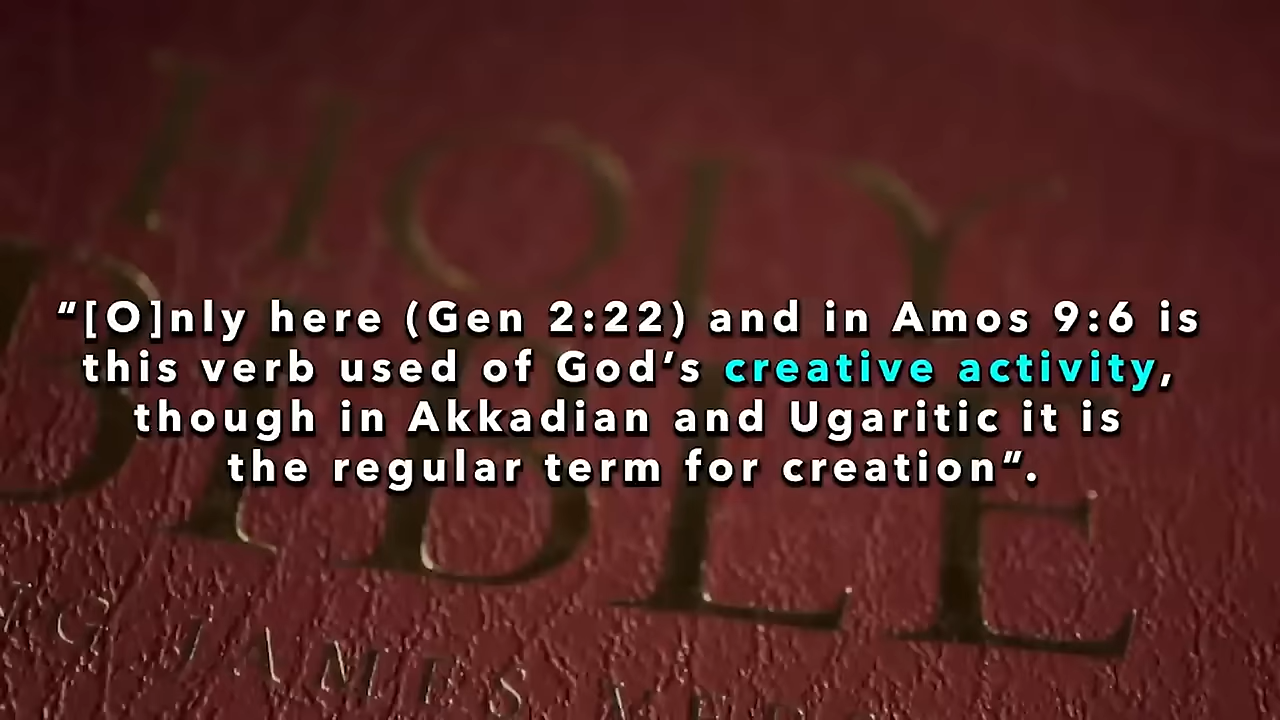 HOLY
BIBLE
“[O]nly here (Gen 2:22) and in Amos 9:6 is
this verb used of God’s creative activity,
though in Akkadian and Ugaritic it is
the regular term for creation”.
JAMES